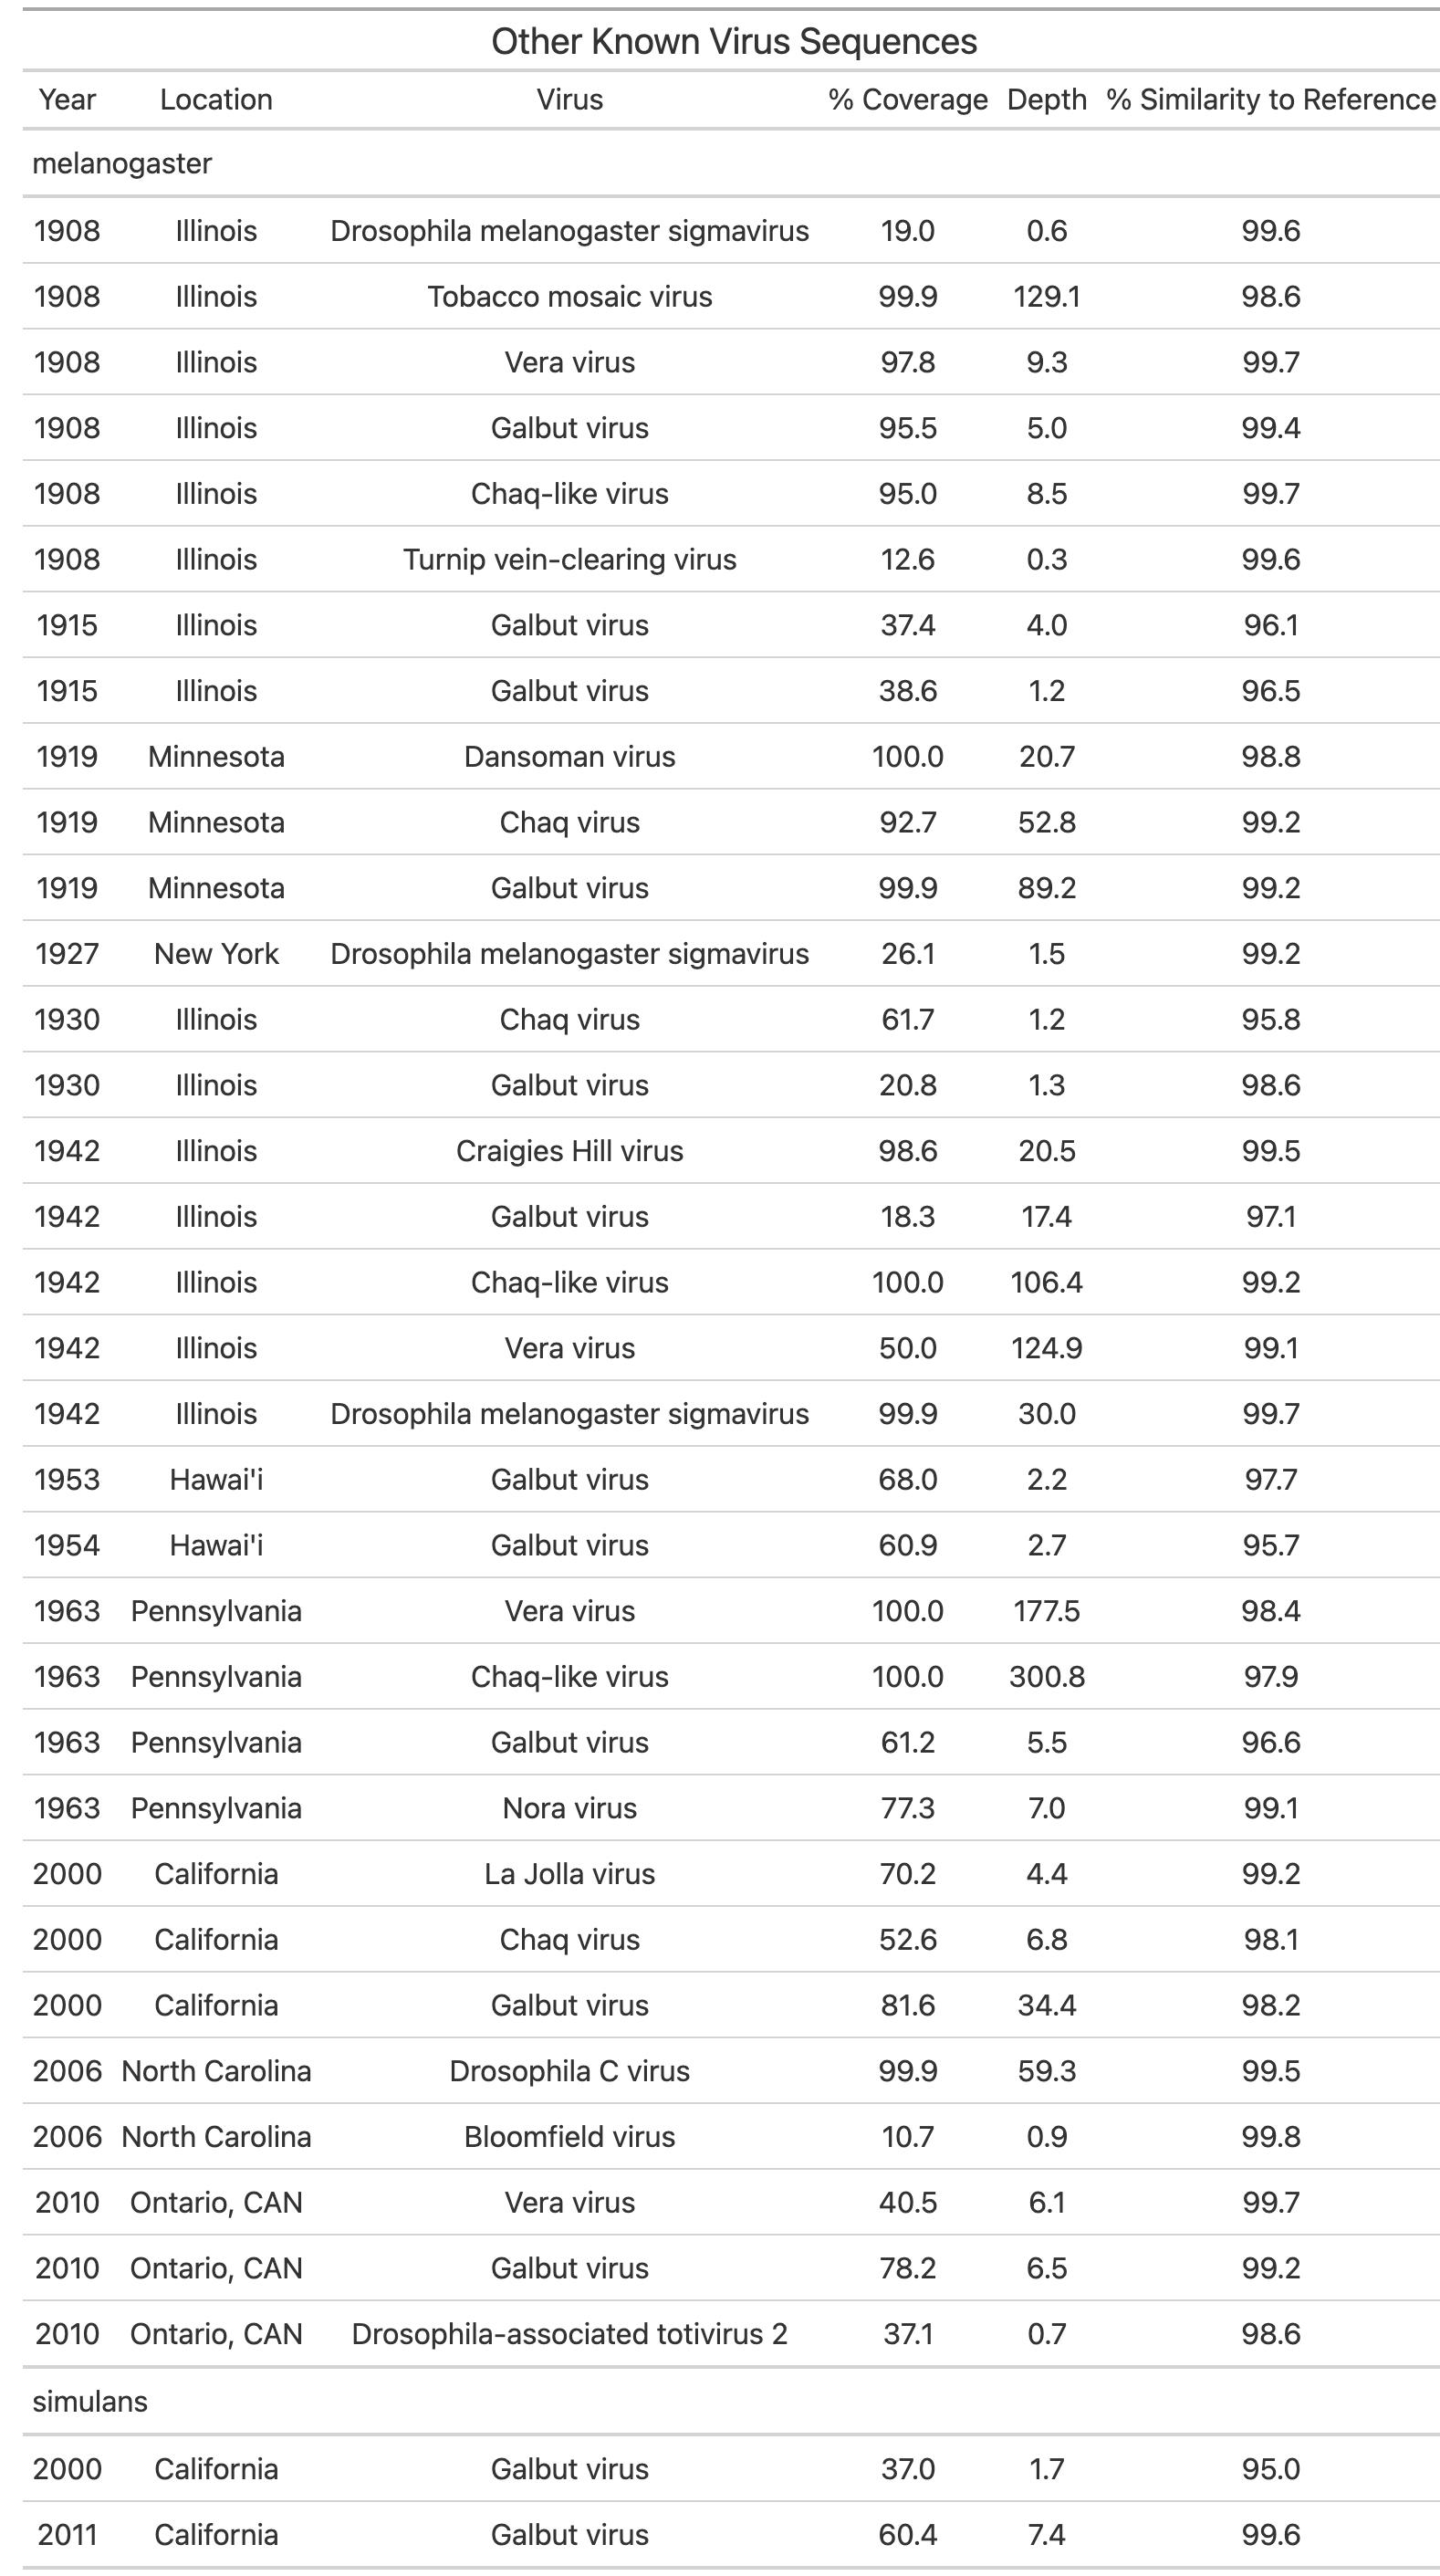 Other Known Virus Sequences
Year Location Virus % Coverage Depth % Similarity to Reference
melanogaster
1908 Illinois Drosophila melanogaster sigmavirus 19.0 0.6 99.6
1908 Illinois Tobacco mosaic virus 99.9 129.1 98.6
1908 Illinois Vera virus 97.8 9.3 99.7
1908 Illinois Galbut virus 95.5 5.0 99.4
1908 Illinois Chaq-like virus 95.0 8.5 99.7
1908 Illinois Turnip vein-clearing virus 12.6 0.3 99.6
1915 Illinois Galbut virus 37.4 4.0 96.1
1915 Illinois Galbut virus 38.6 1.2 96.5
1919 Minnesota Dansoman virus 100.0 20.7 98.8
1919 Minnesota Chaq virus 92.7 52.8 99.2
1919 Minnesota Galbut virus 99.9 89.2 99.2
1927 New York Drosophila melanogaster sigmavirus 26.1 1.5 99.2
1930 Illinois Chaq virus 61.7 1.2 95.8
1930 Illinois Galbut virus 20.8 1.3 98.6
1942 Illinois Craigies Hill virus 98.6 20.5 99.5
1942 Illinois Galbut virus 18.3 17.4 97.1
1942 Illinois Chaq-like virus 100.0 106.4 99.2
1942 Illinois Vera virus 50.0 124.9 99.1
1942 Illinois Drosophila melanogaster sigmavirus 99.9 30.0 99.7
1953 Hawai'i Galbut virus 68.0 2.2 97.7
1954 Hawai'i Galbut virus 60.9 2.7 95.7
1963 Pennsylvania Vera virus 100.0 177.5 98.4
1963 Pennsylvania Chaq-like virus 100.0 300.8 97.9
1963 Pennsylvania Galbut virus 61.2 5.5 96.6
1963 Pennsylvania Nora virus 77.3 7.0 99.1
2000 California La Jolla virus 70.2 4.4 99.2
2000 California Chaq virus 52.6 6.8 98.1
2000 California Galbut virus 81.6 34.4 98.2
2006 North Carolina Drosophila C virus 99.9 59.3 99.5
2006 North Carolina Bloomfield virus 10.7 0.9 99.8
2010 Ontario, CAN Vera virus 40.5 6.1 99.7
2010 Ontario, CAN Galbut virus 78.2 6.5 99.2
2010 Ontario, CAN Drosophila-associated totivirus 2 37.1 0.7 98.6
simulans
2000 California Galbut virus 37.0 1.7 95.0
2011 California Galbut virus 60.4 7.4 99.6